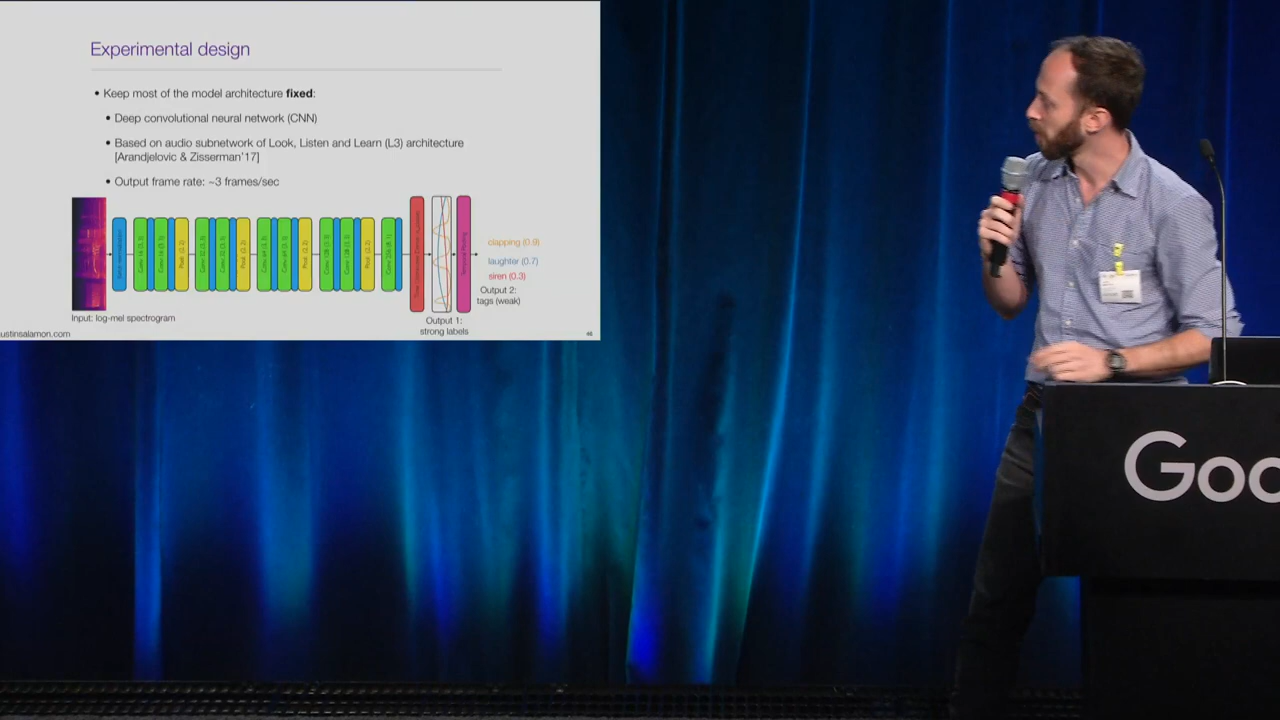 Experimental design
• Keep most of the model architecture fixed:
• Deep convolutional neural network (CNN)
• Based on audio subnetwork of Look, Listen and Learn (L3) architecture
[Arandjelovic & Zisserman'17]
• Output frame rate: ~3 frames/sec
clapping (0.9)
laughter (0.7)
siren (0.3)
Output 2:
tags (weak)
Input: log-mel spectrogram
Output 1:
strong labels
ustinsalamon.com
Goo